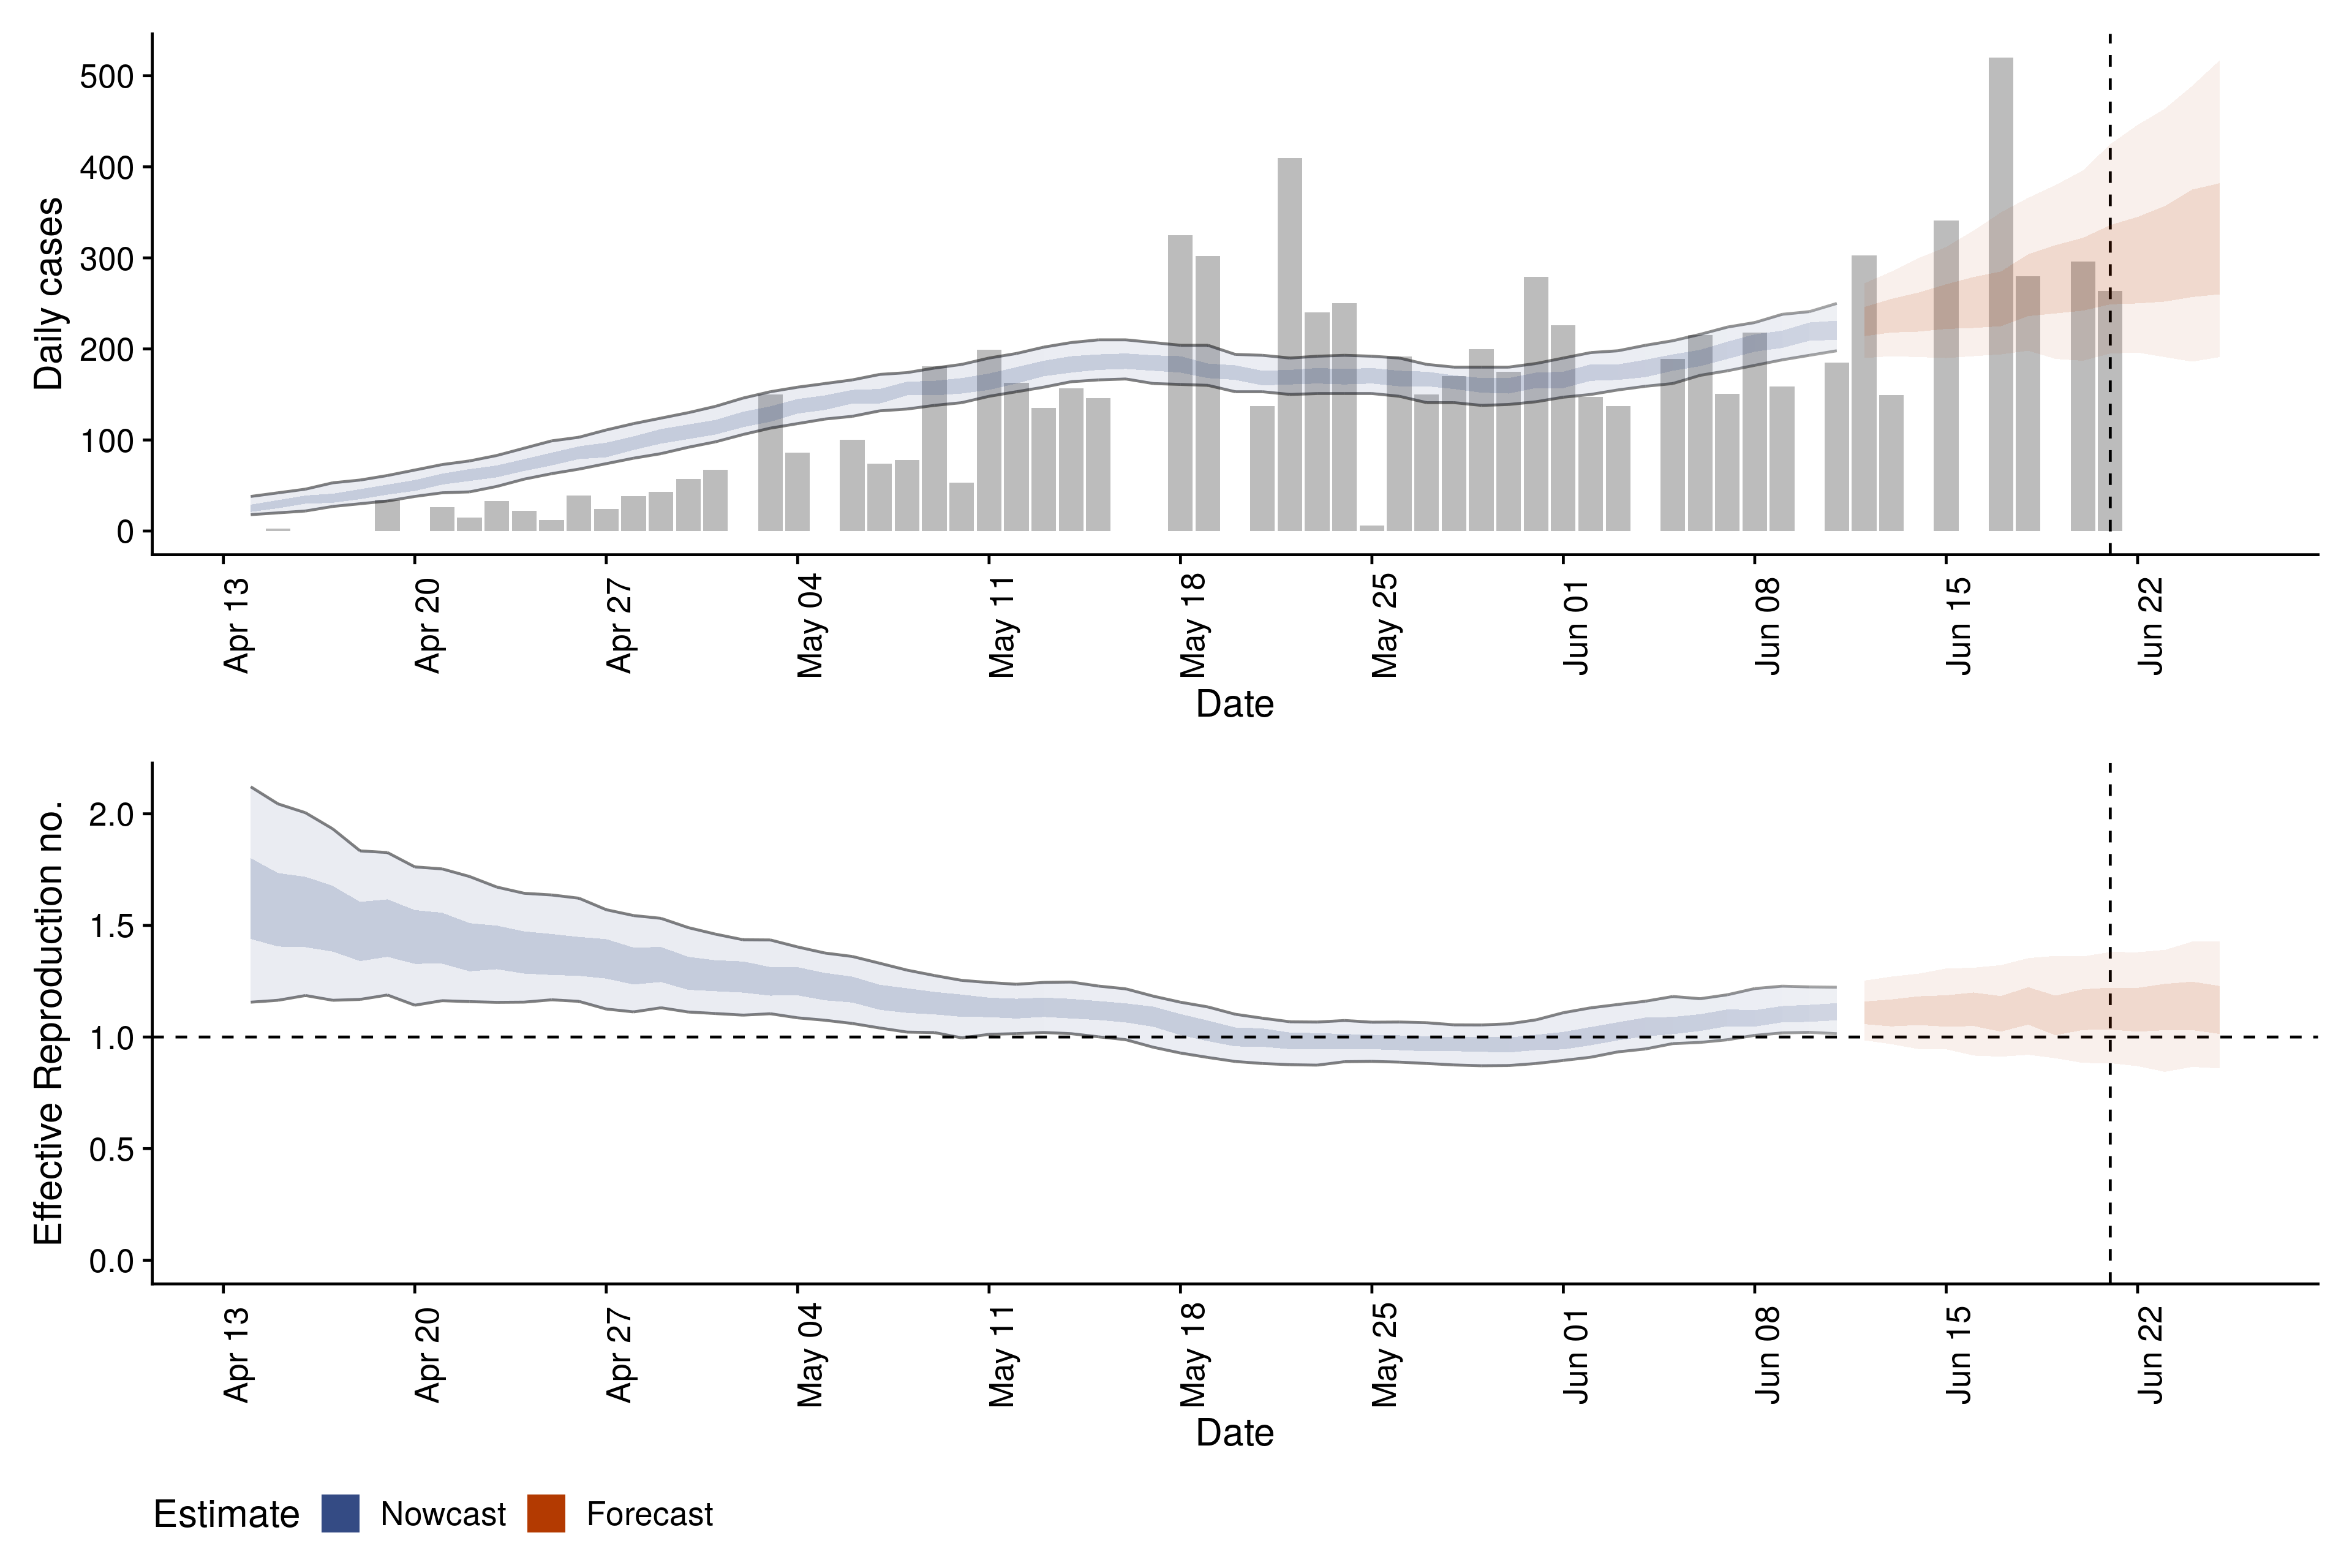 Daily cases
500
400
300
200
100
0
Apr 13
Apr 20
Apr 27
May 04
May 11
May 18
May 25
Jun 01
Jun 08
Jun 15
Jun 22
Date
Effective Reproduction no.
2.0
1.5
1.0
0.5
0.0
Apr 13
Apr 20
Apr 27
May 04
May 11
May 18
May 25
Jun 01
Jun 08
Jun 15
Jun 22
Date
Estimate Nowcast Forecast